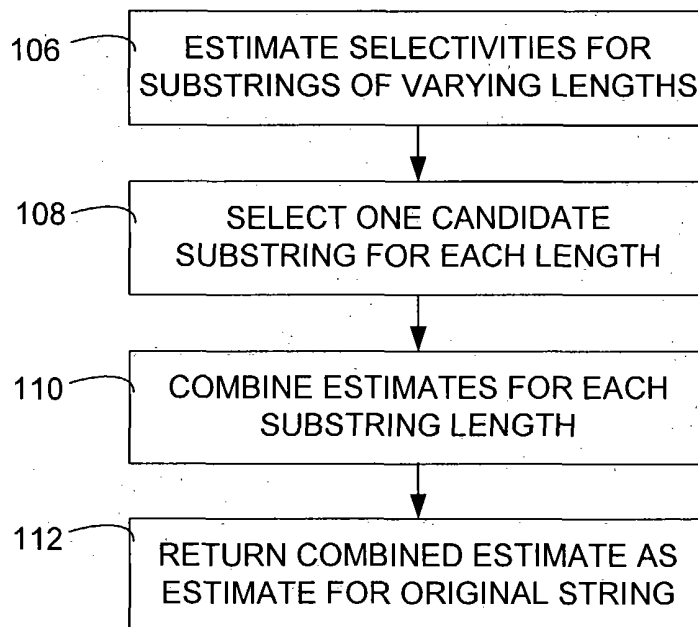 106
ESTIMATE SELECTIVITIES FOR
SUBSTRINGS OF VARYING LENGTHS
108
SELECT ONE CANDIDATE
SUBSTRING FOR EACH LENGTH
110
COMBINE ESTIMATES FOR EACH
SUBSTRING LENGTH
112
RETURN COMBINED ESTIMATE AS
ESTIMATE FOR ORIGINAL STRING